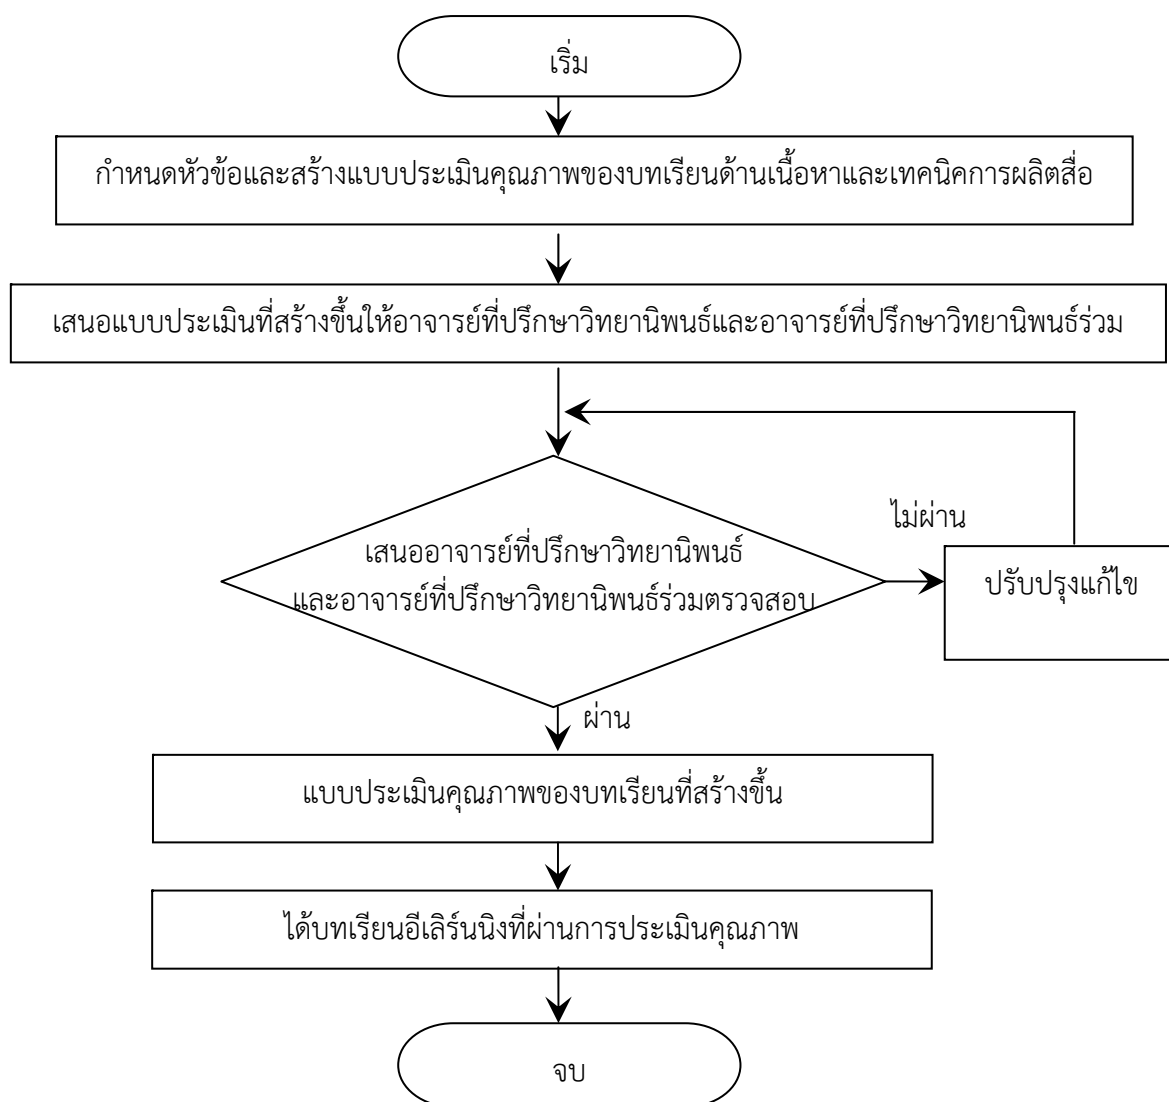 เริ่ม
กำหนดหัวข้อและสร้างแบบประเมินคุณภาพของบทเรียนด้านเนื้อหาและเทคนิคการผลิตสื่อ
เสนอแบบประเมินที่สร้างขึ้นให้อาจารย์ที่ปรึกษาวิทยานิพนธ์และอาจารย์ที่ปรึกษาวิทยานิพนธ์ร่วม
เสนออาจารย์ที่ปรึกษาวิทยานิพนธ์
และอาจารย์ที่ปรึกษาวิทยานิพนธ์ร่วมตรวจสอบ
ไม่ผ่าน
ปรับปรุงแก้ไข
ผ่าน
แบบประเมินคุณภาพของบทเรียนที่สร้างขึ้น
ได้บทเรียนอีเลิร์นนิงที่ผ่านการประเมินคุณภาพ
จบ